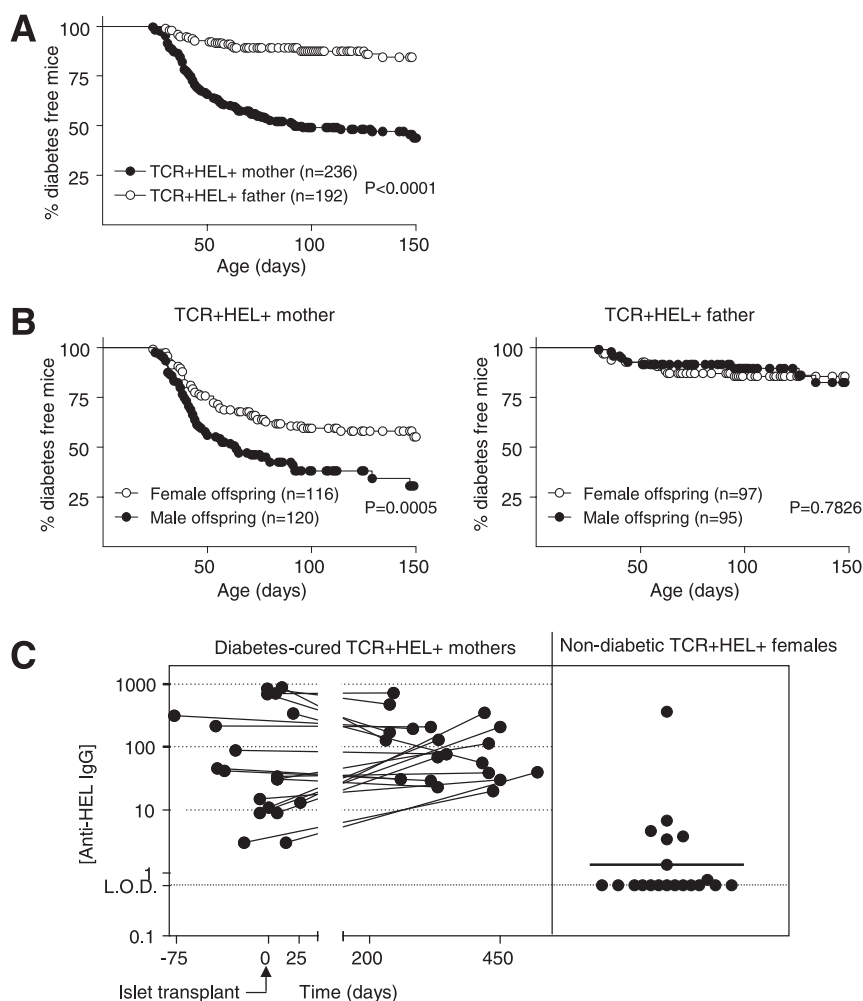 A
% diabetes free mice
100
75
50
25
TCR+HEL+ mother (n=236)
TCR+HEL+ father (n=192)
P<0.0001
50
100
150
Age (days)
B
TCR+HEL+ mother
% diabetes free mice
100
75
50
25
Female offspring (n=116)
Male offspring (n=120)
P=0.0005
50
100
150
Age (days)
TCR+HEL+ father
% diabetes free mice
100
75
50
25
Female offspring (n=97)
Male offspring (n=95)
P=0.7826
50
100
150
Age (days)
C
Diabetes-cured TCR+HEL+ mothers
Non-diabetic TCR+HEL+ females
[Anti-HEL IgG]
1000
100
10
1
L.O.D.
0.1
-75
0
25
200
450
Islet transplant
Time (days)